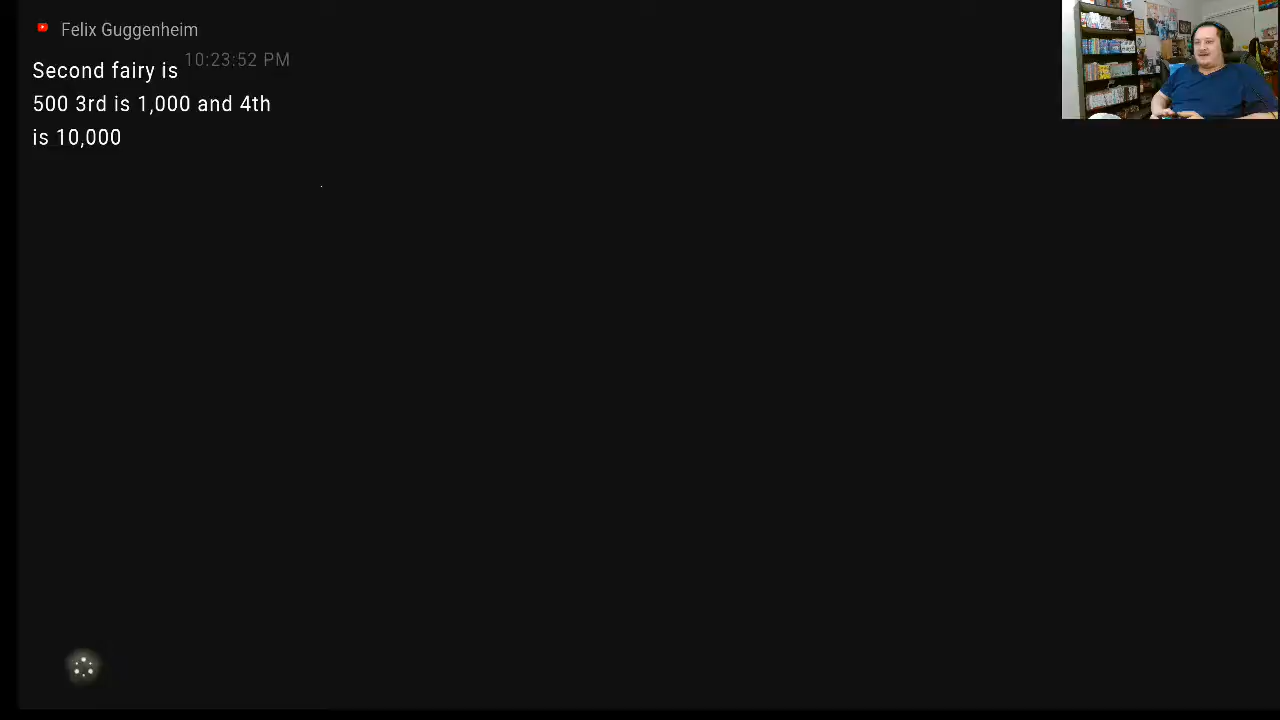 Felix Guggenheim
10:23:52 PM
Second fairy is
500 3rd is 1,000 and 4th
is 10,000